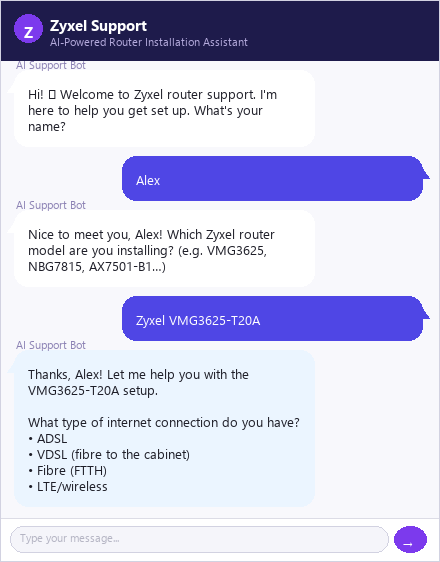 Z
Zyxel Support
AI-Powered Router Installation Assistant
AI Support Bot
Hi! Welcome to Zyxel router support. I'm
here to help you get set up. What's your
name?
Alex
AI Support Bot
Nice to meet you, Alex! Which Zyxel router
model are you installing? (e.g. VMG3625,
NBG7815, AX7501-B1...)
Zyxel VMG3625-T20A
AI Support Bot
Thanks, Alex! Let me help you with the
VMG3625-T20A setup.
What type of internet connection do you have?
• ADSL
• VDSL (fibre to the cabinet)
• Fibre (FTTH)
• LTE/wireless
Type your message...
→